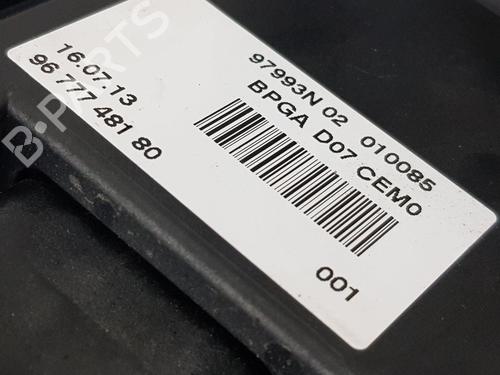 97993N 02 010085
BPGA D07 CEM0
001
16.07.13
96 777 481 80
B-PARTS